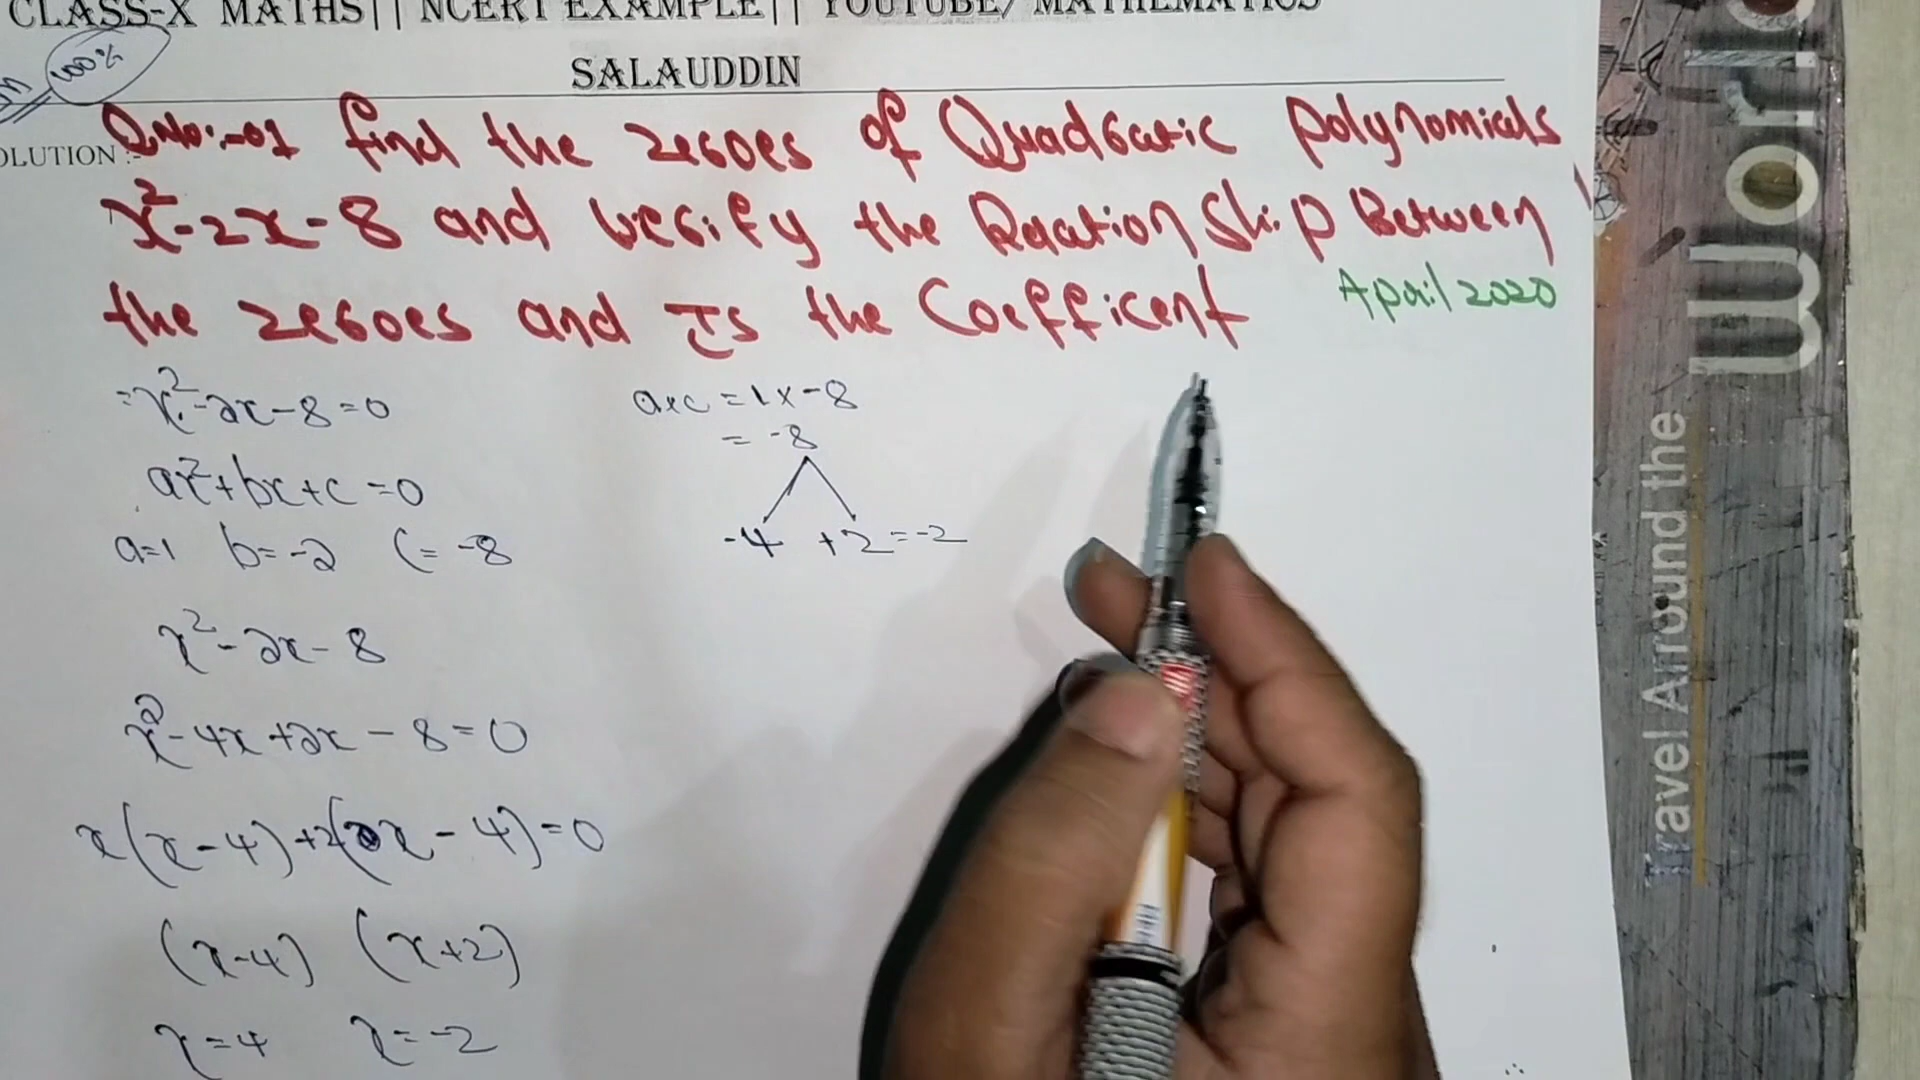 CLASS-X MATHS|| NCERT EXAMPLE|| YOUTUBE/ MATHEMATICS
SALAUDDIN
100%
OLUTION :-
Q.No:-01 find the zeroes of Quadratic polynomials
x²-2x-8 and verify the Raction Ship Between
the zeroes and Its the Coefficent
April 2020
=x²-2x-8=0
ax²+bx+c=0
a=1 b=-2 c=-8
x²-2x-8
x²-4x+2x-8=0
x(x-4)+2(x-4)=0
(x-4) (x+2)
x=4 x=-2
a×c=1×-8
=-8
-4 +2=-2
World
Travel Arround the